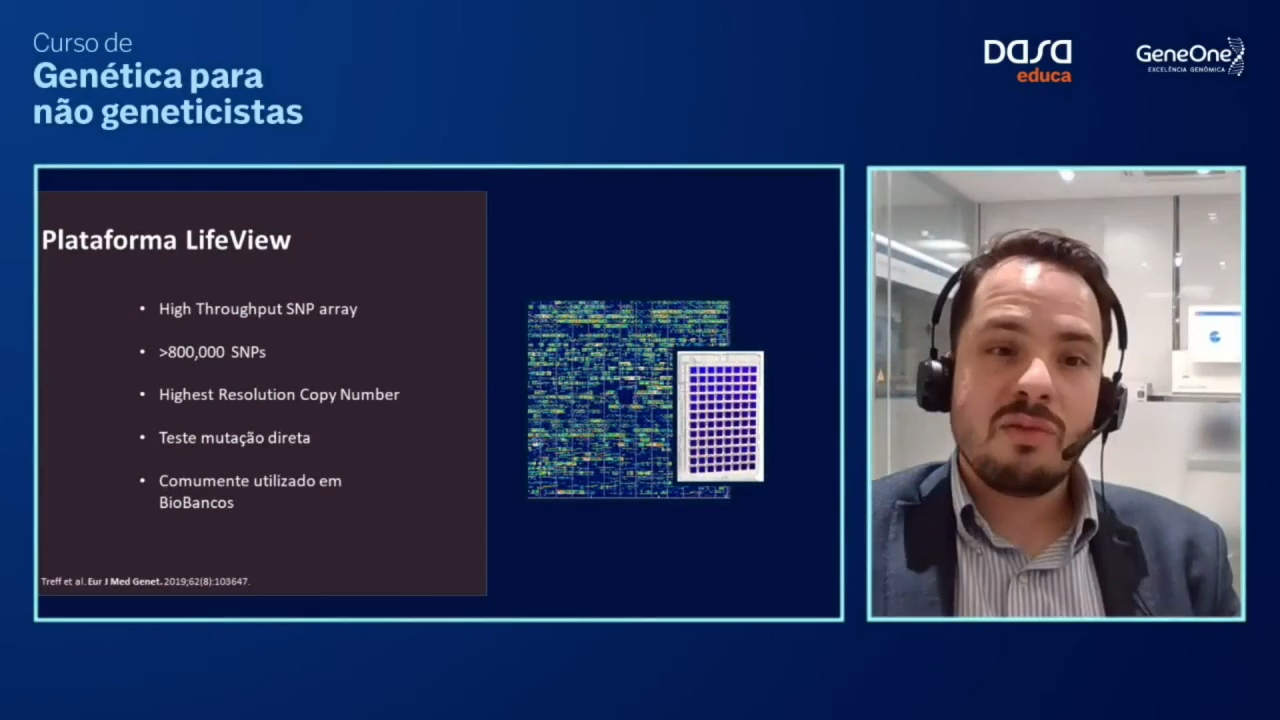 Curso de
Genética para
não geneticistas
Dasa
educa
GeneOne
EXCELÊNCIA GENÔMICA
Plataforma LifeView
• High Throughput SNP array
• >800,000 SNPs
• Highest Resolution Copy Number
• Teste mutação direta
• Comumente utilizado em
BioBancos
Treff et al. Eur J Med Genet. 2019;62(8):103647.